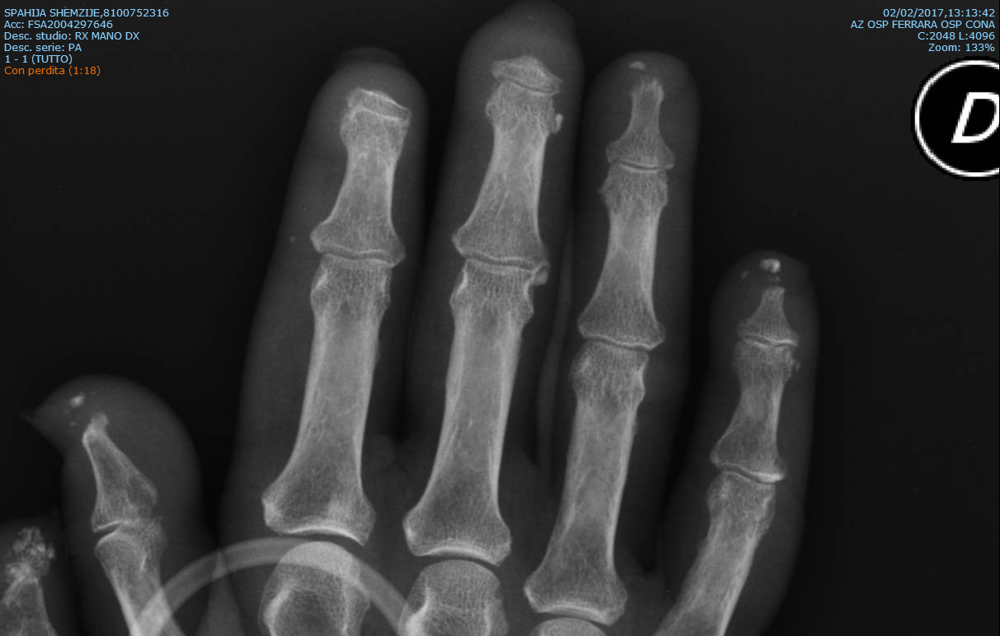 SPAHIJA SHEMZIJE,8100752316
Acc: FSA2004297646
Desc. studio: RX MANO DX
Desc. serie: PA
1 - 1 (TUTTO)
Con perdita (1:18)
02/02/2017,13:13:42
AZ OSP FERRARA OSP CONA
C:2048 L:4096
Zoom: 133%
D